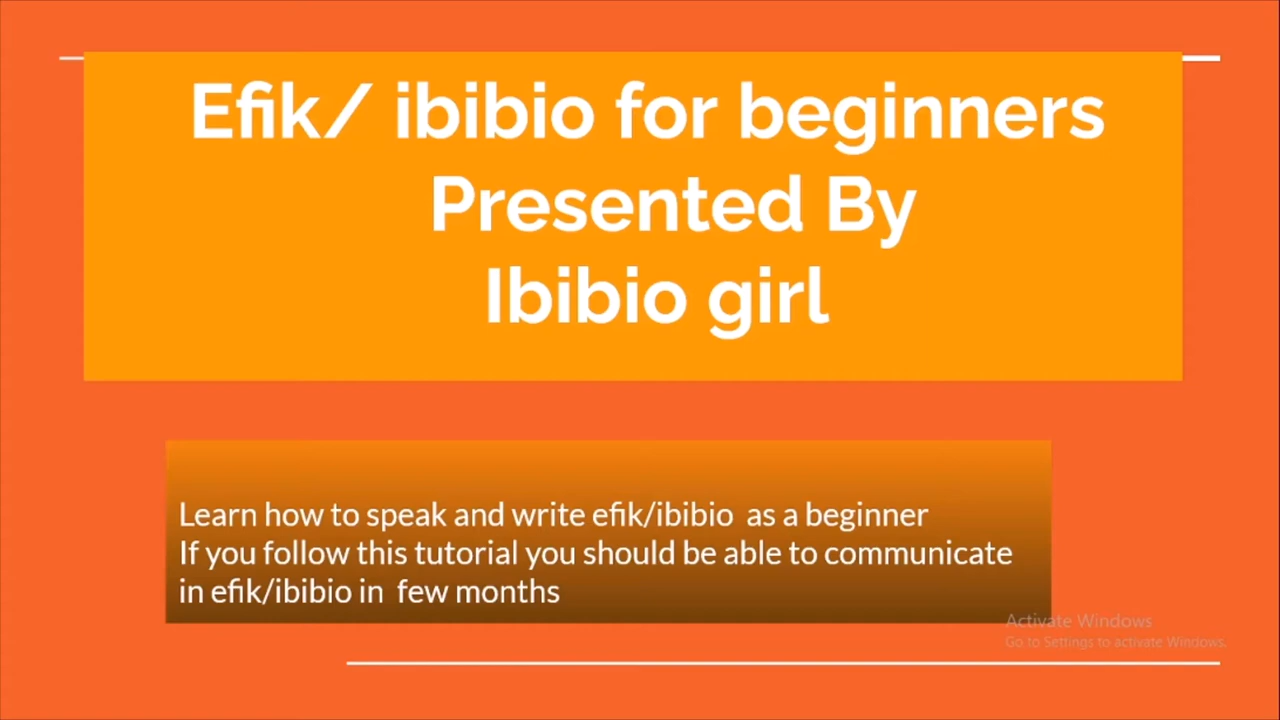 Efik/ ibibio for beginners
Presented By
Ibibio girl
Learn how to speak and write efik/ibibio as a beginner
If you follow this tutorial you should be able to communicate
in efik/ibibio in few months
Activate Windows
Go to Settings to activate Windows.